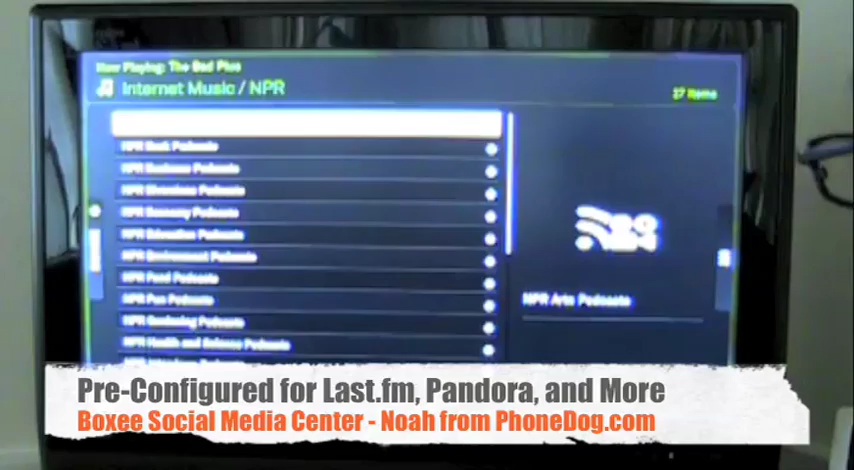 Now Playing: The Bad Plus
Internet Music / NPR
27 Items
NPR Book Podcasts
NPR Business Podcasts
NPR Podcasts
NPR Economy Podcasts
NPR Education Podcasts
NPR Environment Podcasts
NPR Food Podcasts
NPR Fun Podcasts
NPR Gardening Podcasts
NPR Health and Science Podcasts
NPR Arts Podcasts
Pre-Configured for Last.fm, Pandora, and More
Boxee Social Media Center - Noah from PhoneDog.com